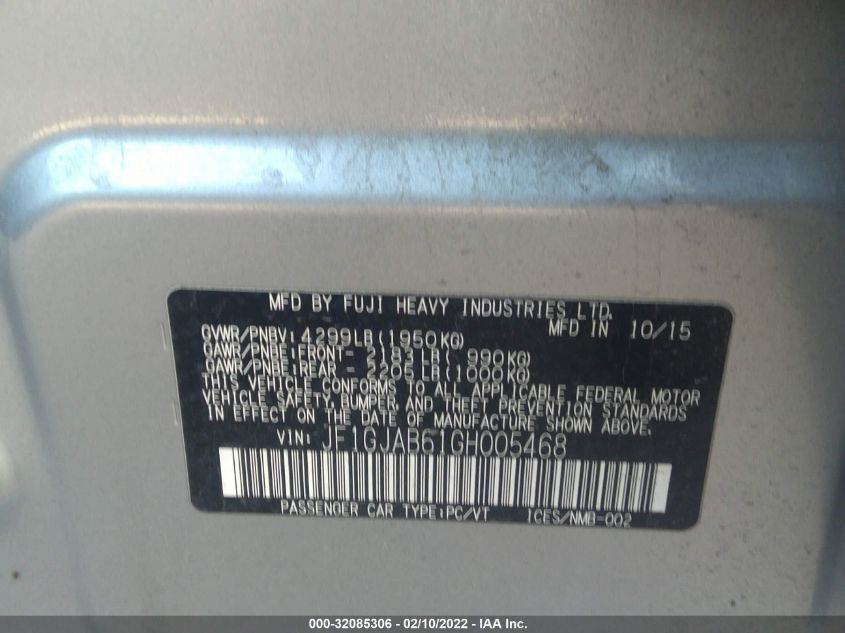 MFD BY FUJI HEAVY INDUSTRIES LTD.
MFD IN 10/15
GVWR/PNBV: 4299LB(1950KG)
GAWR/PNBE:FRONT- 2183LB( 990KG)
GAWR/PNBE:REAR - 2205LB(1000KG)
THIS VEHICLE CONFORMS TO ALL APPLICABLE FEDERAL MOTOR
VEHICLE SAFETY, BUMPER, AND THEFT PREVENTION STANDARDS
IN EFFECT ON THE DATE OF MANUFACTURE SHOWN ABOVE.
VIN: JF1GJAB61GH005468
PASSENGER CAR TYPE:PC/VT ICES/NMB-002
000-32085306 - 02/10/2022 - IAA Inc.